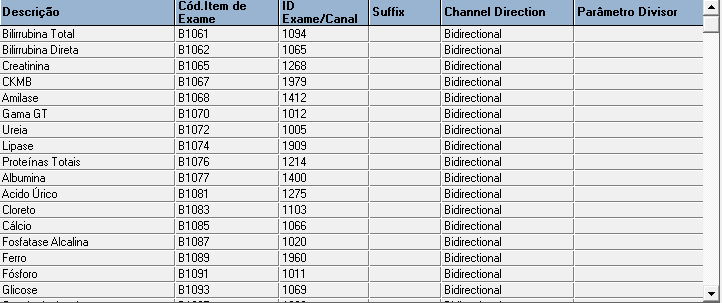 Descrição Cód.Item de Exame ID Exame/Canal Suffix Channel Direction Parâmetro Divisor
Bilirrubina Total B1061 1094 Bidirectional
Bilirrubina Direta B1062 1065 Bidirectional
Creatinina B1065 1268 Bidirectional
CKMB B1067 1979 Bidirectional
Amilase B1068 1412 Bidirectional
Gama GT B1070 1012 Bidirectional
Ureia B1072 1005 Bidirectional
Lipase B1074 1909 Bidirectional
Proteínas Totais B1076 1214 Bidirectional
Albumina B1077 1400 Bidirectional
Acido Úrico B1081 1275 Bidirectional
Cloreto B1083 1103 Bidirectional
Cálcio B1085 1066 Bidirectional
Fosfatase Alcalina B1087 1020 Bidirectional
Ferro B1089 1960 Bidirectional
Fósforo B1091 1011 Bidirectional
Glicose B1093 1069 Bidirectional